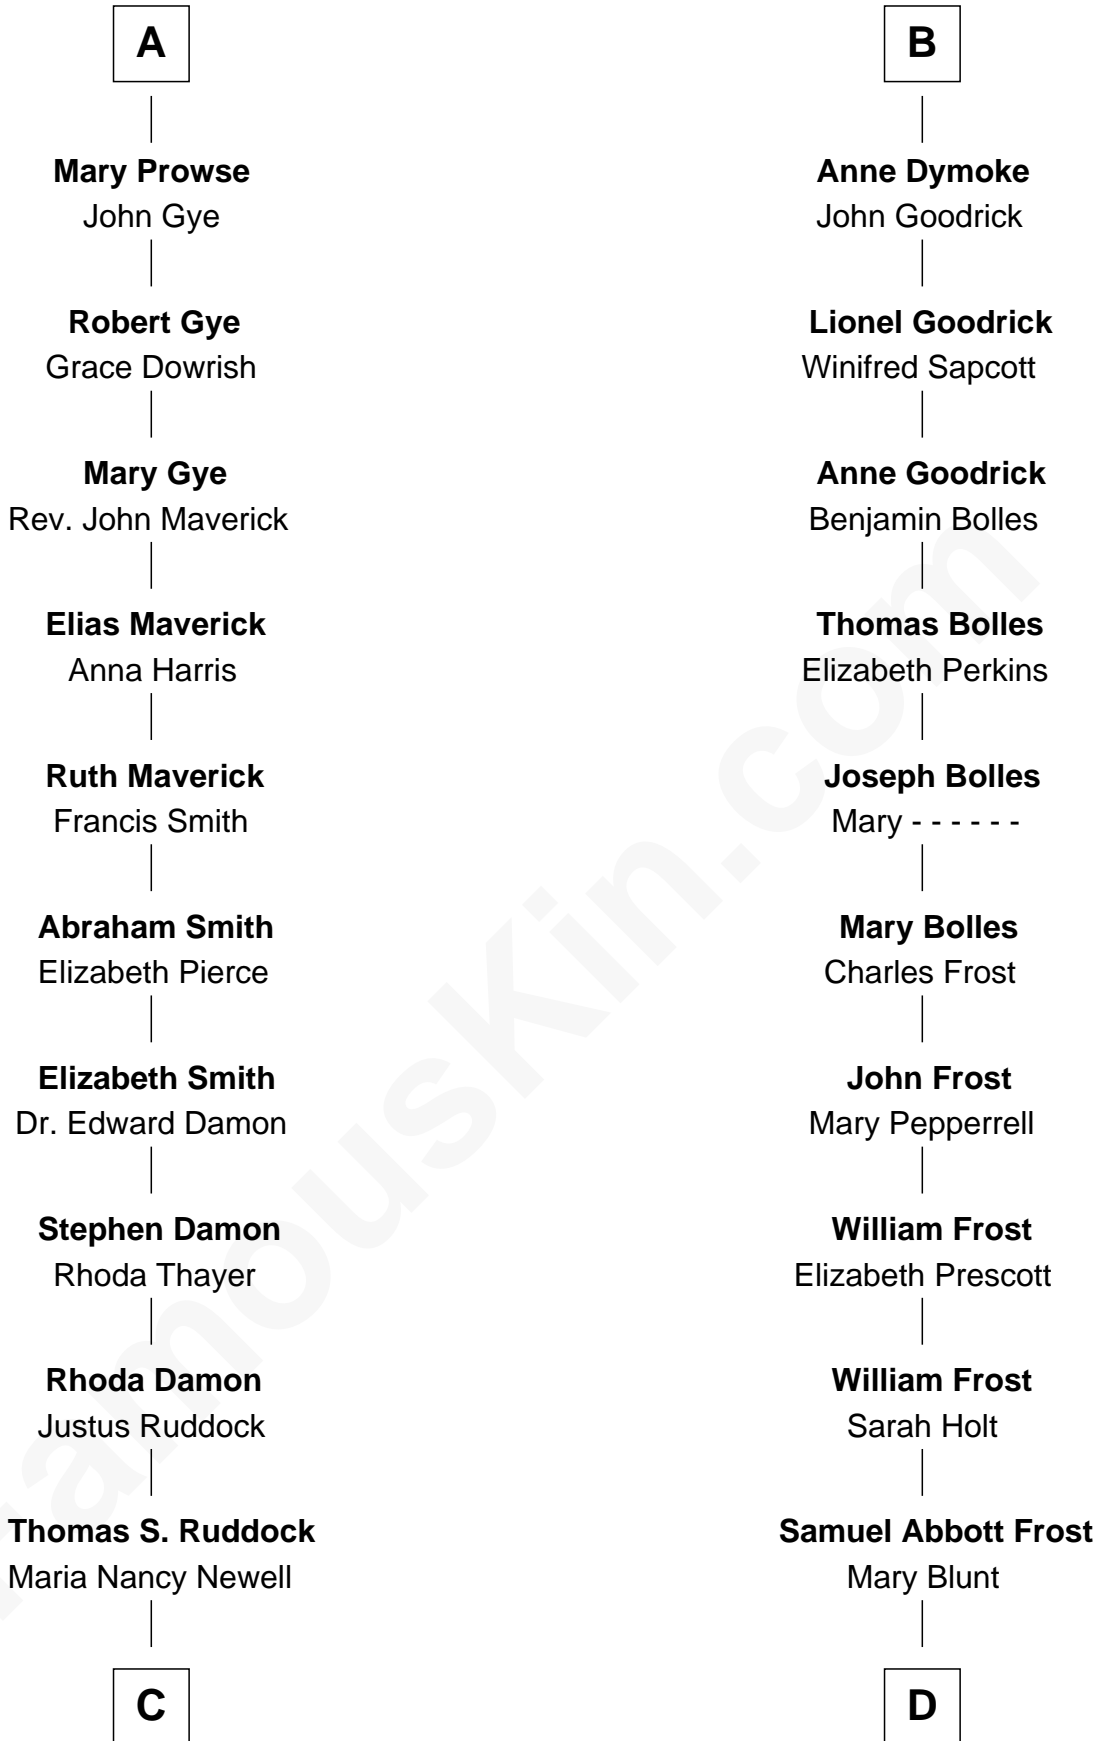 A
Mary Prowse
John Gye
Robert Gye
Grace Dowrish
Mary Gye
Rev. John Maverick
Elias Maverick
Anna Harris
Ruth Maverick
Francis Smith
Abraham Smith
Elizabeth Pierce
Elizabeth Smith
Dr. Edward Damon
Stephen Damon
Rhoda Thayer
Rhoda Damon
Justus Ruddock
Thomas S. Ruddock
Maria Nancy Newell
C
B
Anne Dymoke
John Goodrick
Lionel Goodrick
Winifred Sapcott
Anne Goodrick
Benjamin Bolles
Thomas Bolles
Elizabeth Perkins
Joseph Bolles
Mary - - - - - -
Mary Bolles
Charles Frost
John Frost
Mary Pepperrell
William Frost
Elizabeth Prescott
William Frost
Sarah Holt
Samuel Abbott Frost
Mary Blunt
D
FamousKin.com